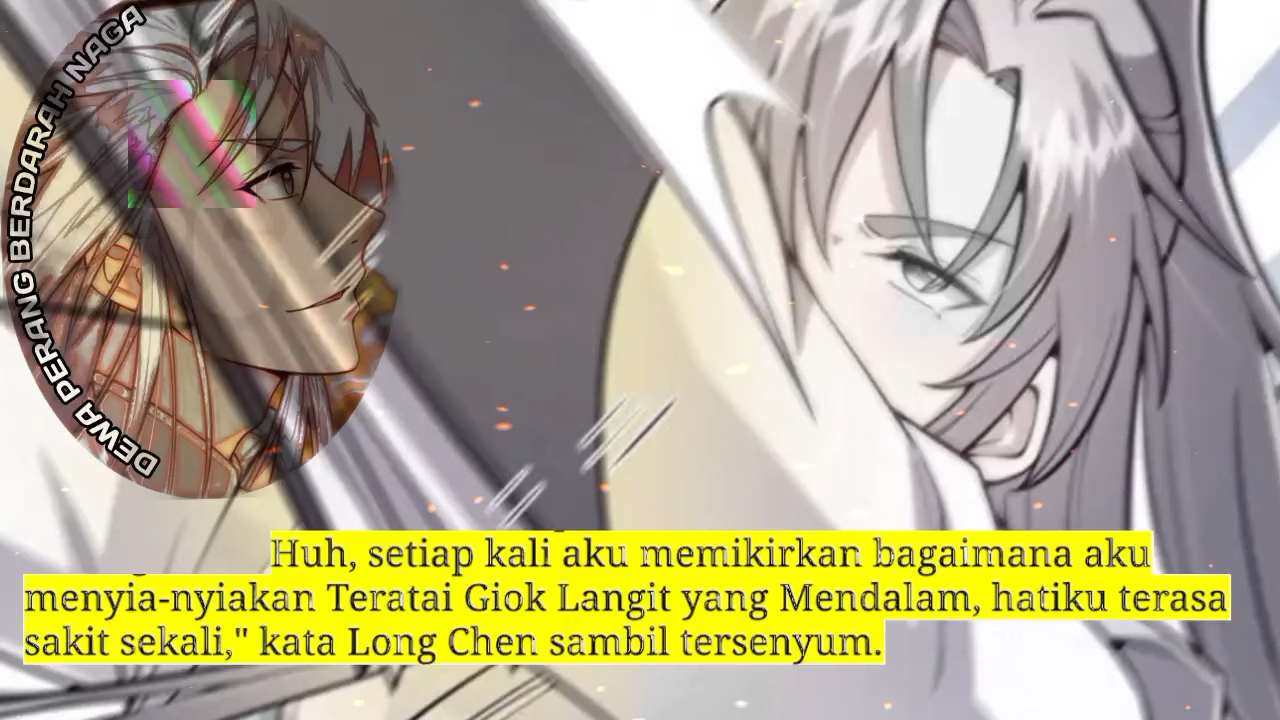 DEWA PERANG BERDARAH NAGA
Huh, setiap kali aku memikirkan bagaimana aku
menyia-nyiakan Teratai Giok Langit yang Mendalam, hatiku terasa
sakit sekali," kata Long Chen sambil tersenyum.